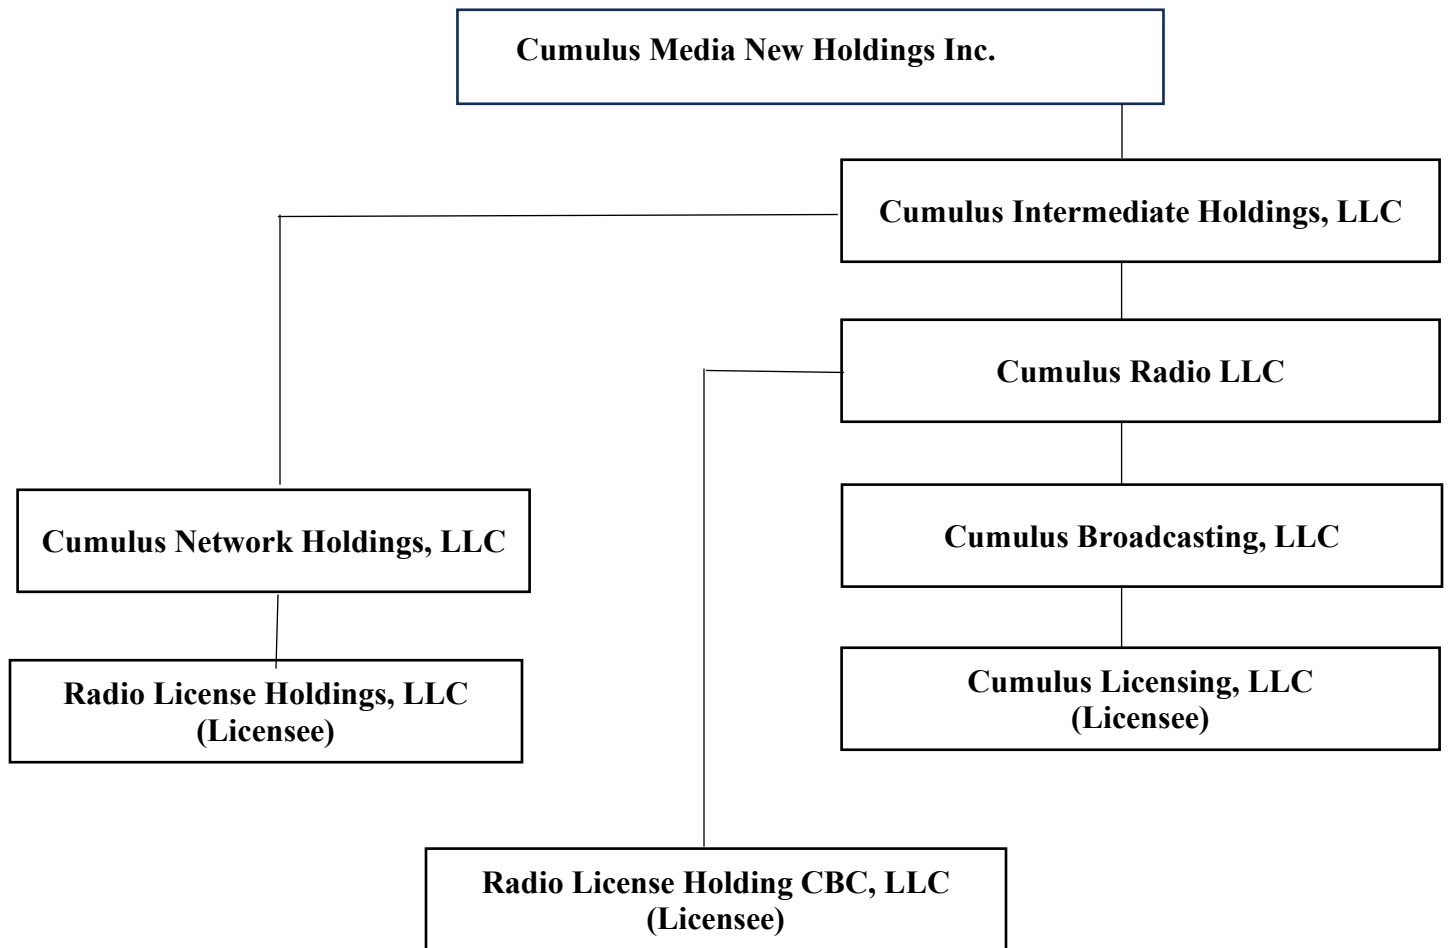 Cumulus Media New Holdings Inc.
Cumulus Intermediate Holdings, LLC
Cumulus Radio LLC
Cumulus Network Holdings, LLC
Cumulus Broadcasting, LLC
Radio License Holdings, LLC
(Licensee)
Cumulus Licensing, LLC
(Licensee)
Radio License Holding CBC, LLC
(Licensee)